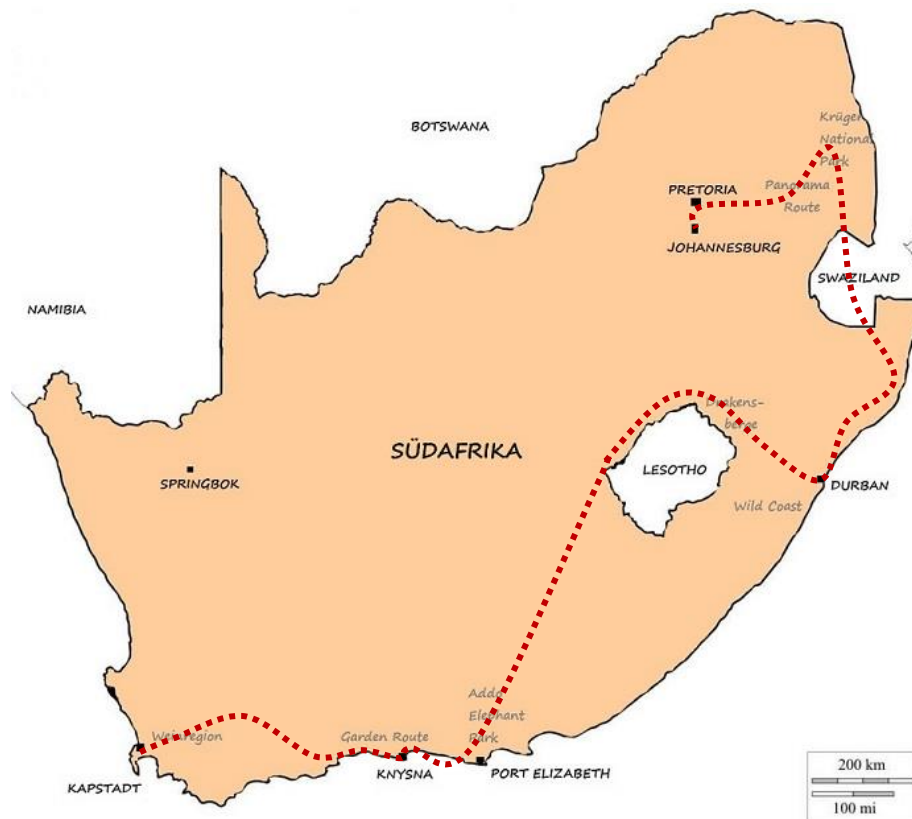 BOTSWANA
Krüger
National
Park
PRETORIA
Panorama
Route
JOHANNESBURG
SWAZILAND
NAMIBIA
Drakens-
berge
SÜDAFRIKA
LESOTHO
SPRINGBOK
DURBAN
Wild Coast
Addo
Elephant
Park
Weinregion
Garden Route
KAPSTADT
KNYSNA
PORT ELIZABETH
200 km
100 mi